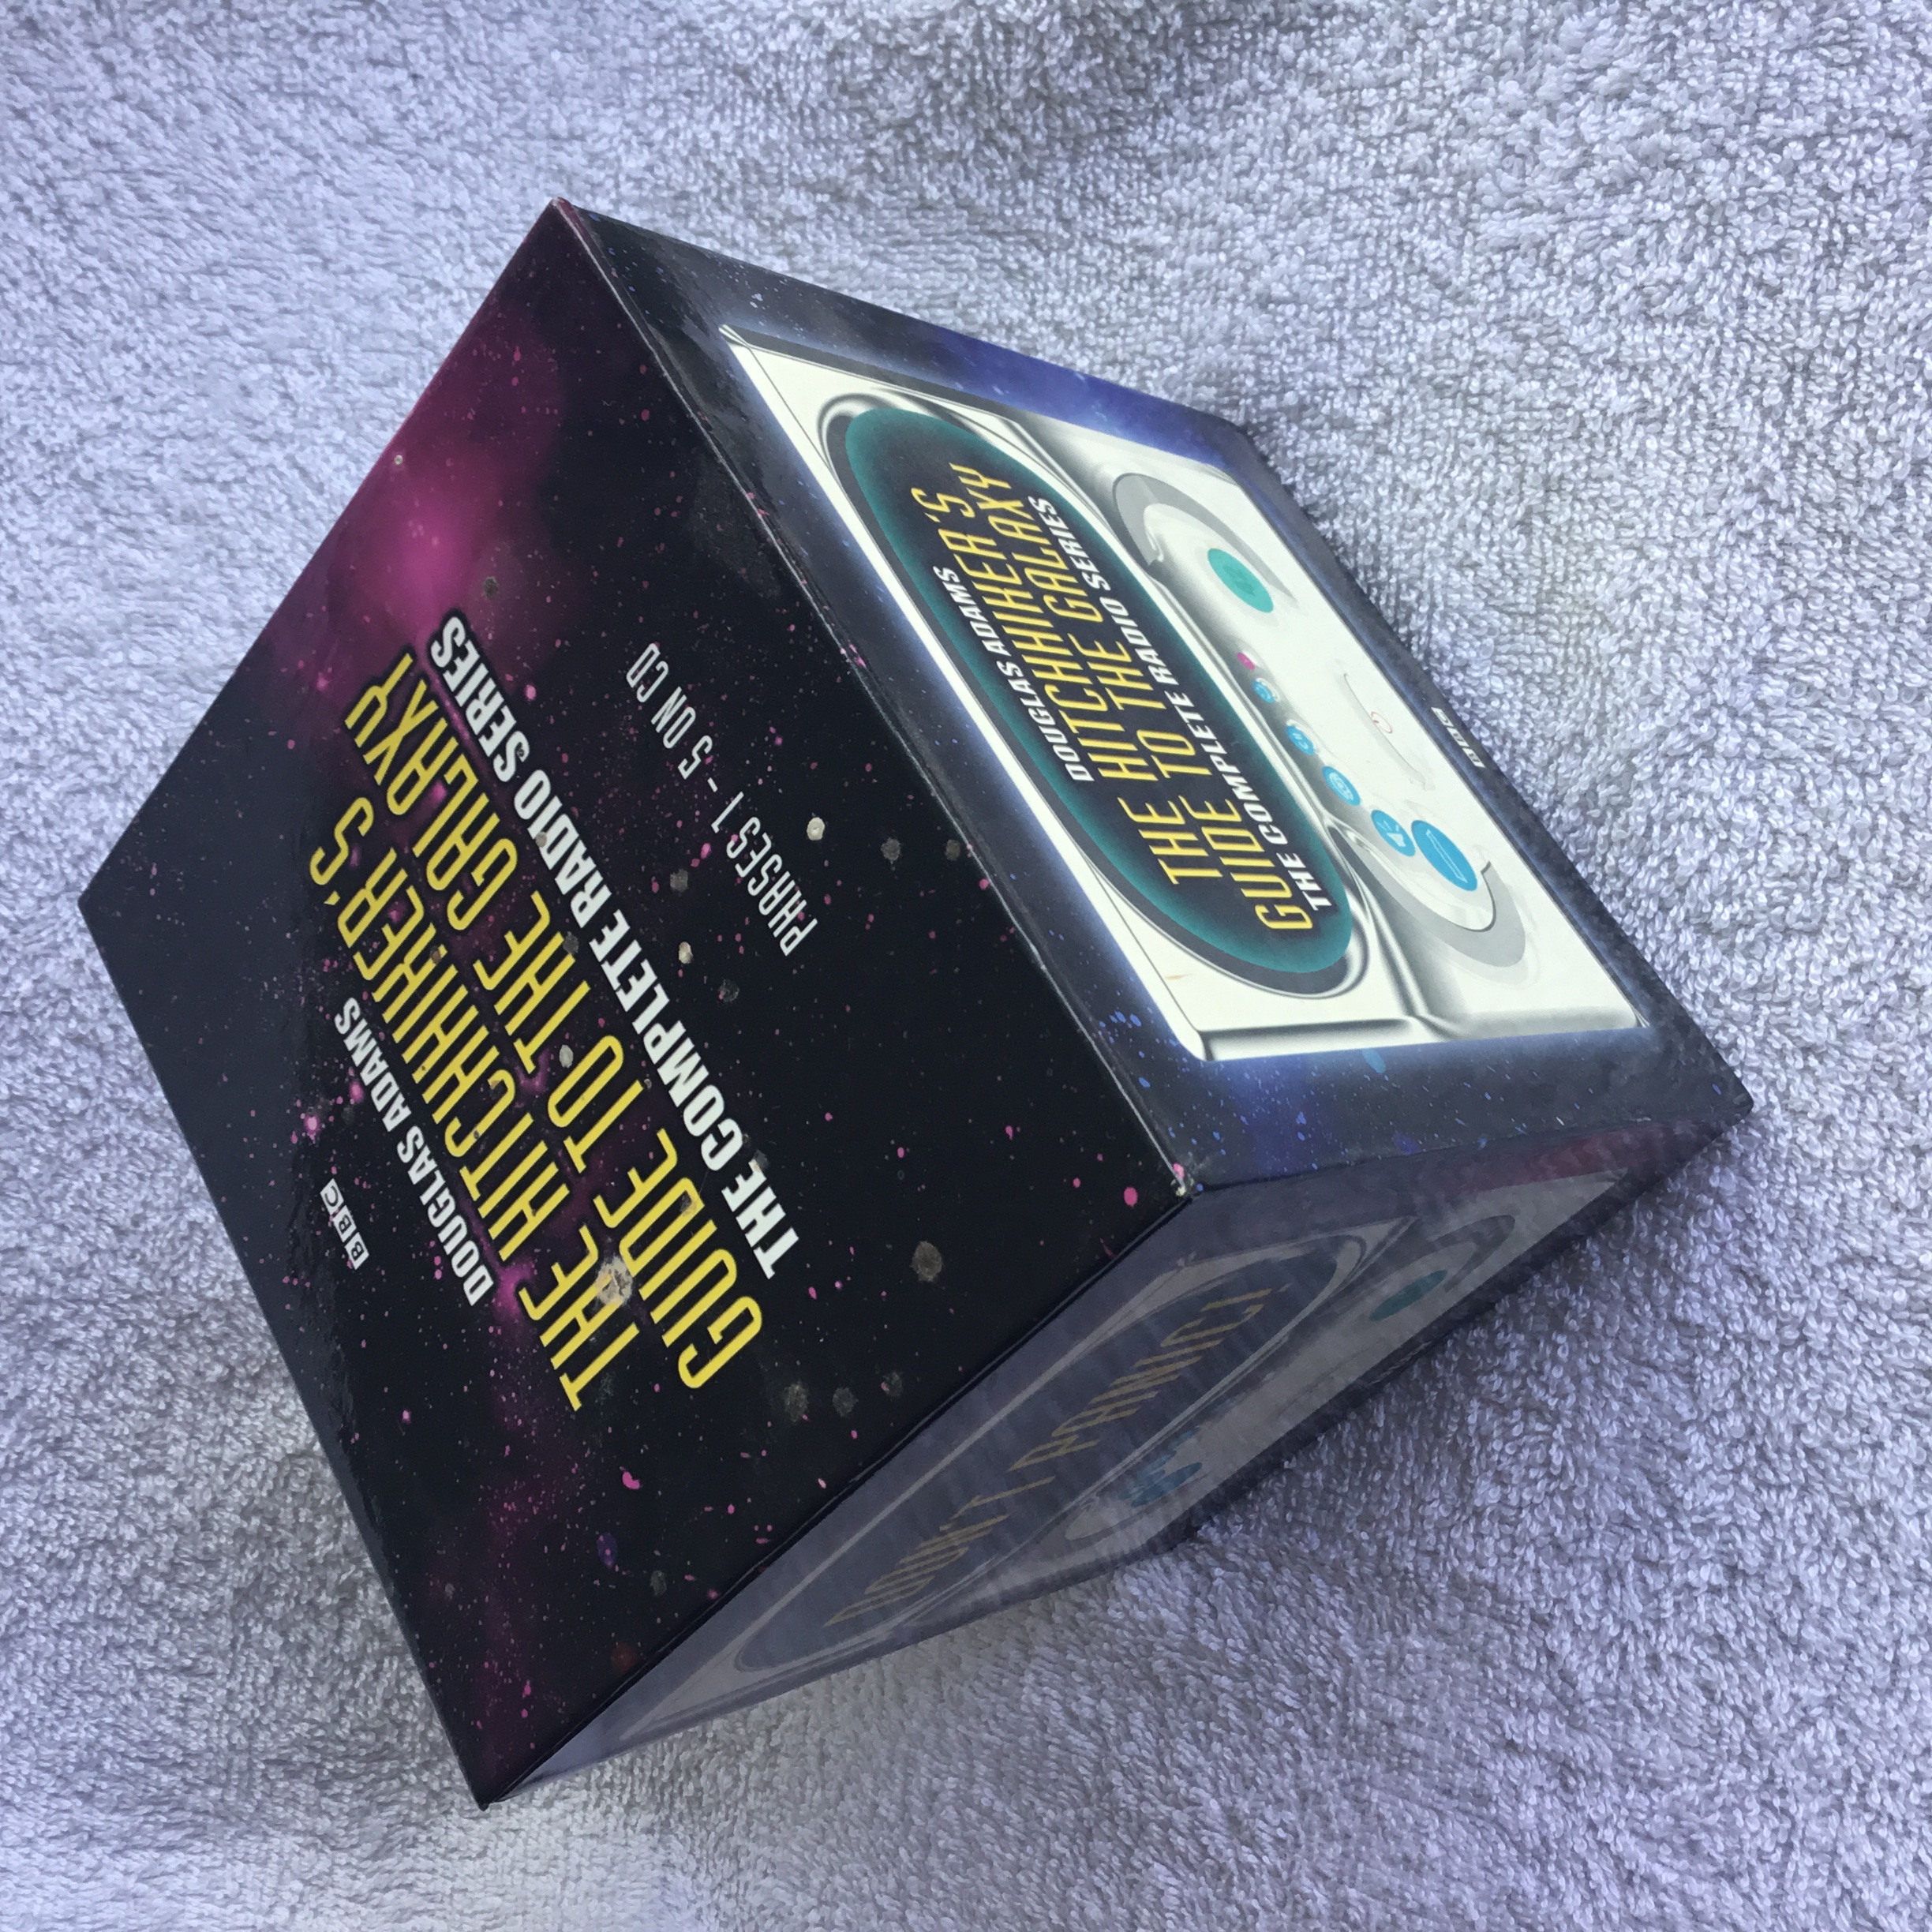 BBC
DOUGLAS ADAMS
THE HITCHHIKER'S
GUIDE TO THE GALAXY
THE COMPLETE RADIO SERIES
PHASES 1 - 5 ON CD
DOUGLAS ADAMS
THE HITCHHIKER'S
GUIDE TO THE GALAXY
THE COMPLETE RADIO SERIES
BBC
DON'T PANIC!